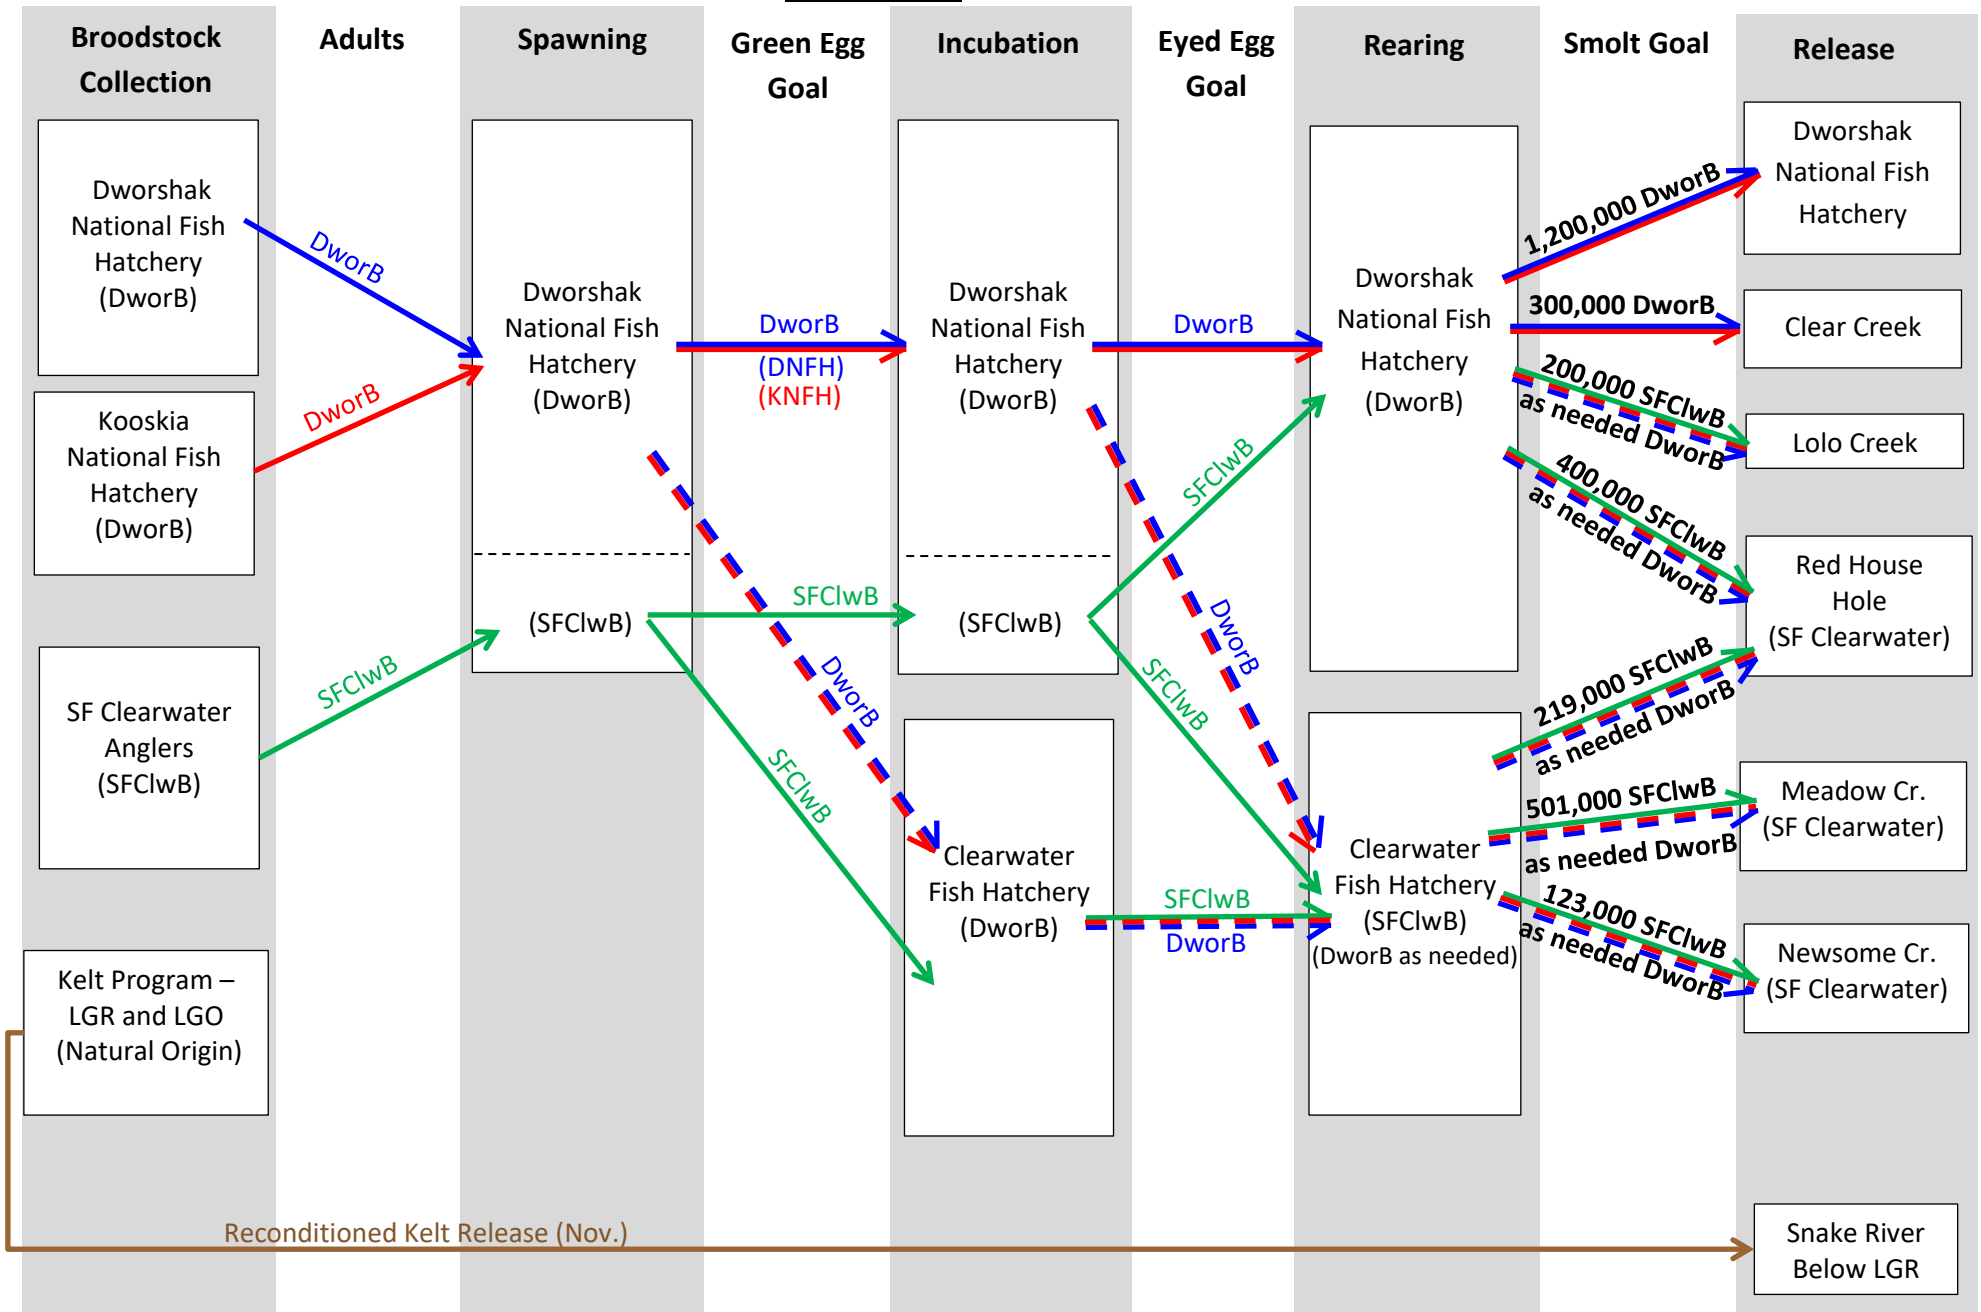 Broodstock
Collection
Adults
Spawning
Green Egg
Goal
Incubation
Eyed Egg
Goal
Rearing
Smolt Goal
Release
Dworshak
National Fish
Hatchery
(DworB)
Kooskia
National Fish
Hatchery
(DworB)
SF Clearwater
Anglers
(SFClwB)
Kelt Program –
LGR and LGO
(Natural Origin)
DworB
DworB
SFClwB
Dworshak
National Fish
Hatchery
(DworB)
(SFClwB)
DworB
(DNFH)
(KNFH)
SFClwB
DworB
SFClwB
Dworshak
National Fish
Hatchery
(DworB)
(SFClwB)
Clearwater
Fish Hatchery
(DworB)
DworB
SFClwB
DworB
SFClwB
SFClwB
DworB
Dworshak
National Fish
Hatchery
(DworB)
Clearwater
Fish Hatchery
(SFClwB)
(DworB as needed)
1,200,000 DworB
300,000 DworB
200,000 SFClwB
as needed DworB
400,000 SFClwB
as needed DworB
219,000 SFClwB
as needed DworB
501,000 SFClwB
as needed DworB
123,000 SFClwB
as needed DworB
Dworshak
National Fish
Hatchery
Clear Creek
Lolo Creek
Red House
Hole
(SF Clearwater)
Meadow Cr.
(SF Clearwater)
Newsome Cr.
(SF Clearwater)
Reconditioned Kelt Release (Nov.)
Snake River
Below LGR